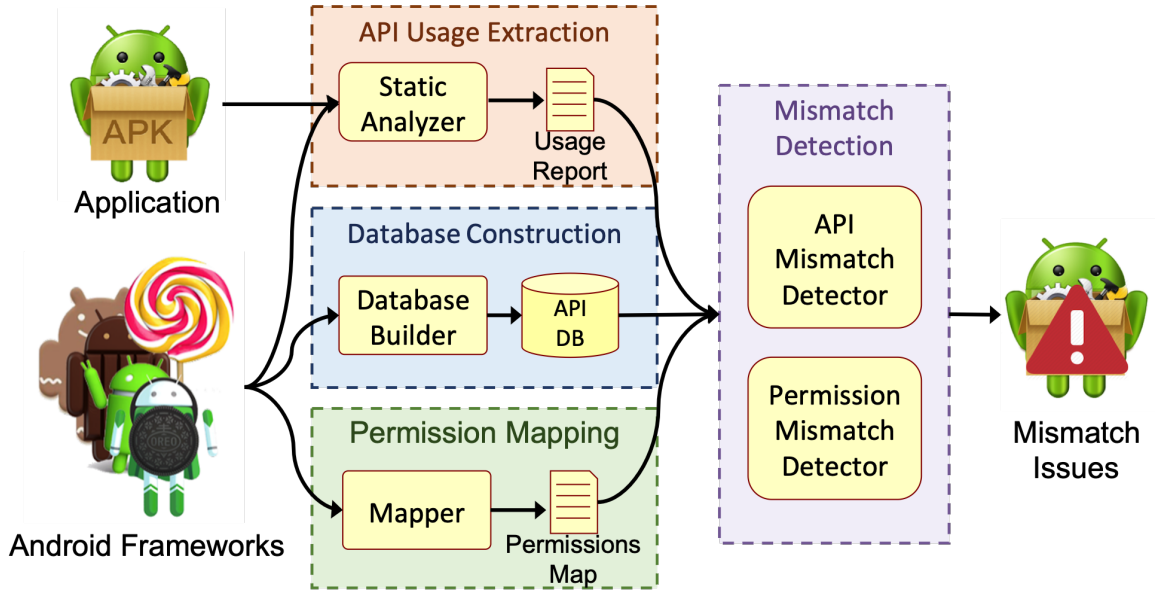 APK
Application
Android Frameworks
OREO
API Usage Extraction
Static
Analyzer
Usage
Report
Database Construction
Database
Builder
API
DB
Permission Mapping
Mapper
Permissions
Map
Mismatch
Detection
API
Mismatch
Detector
Permission
Mismatch
Detector
Mismatch
Issues